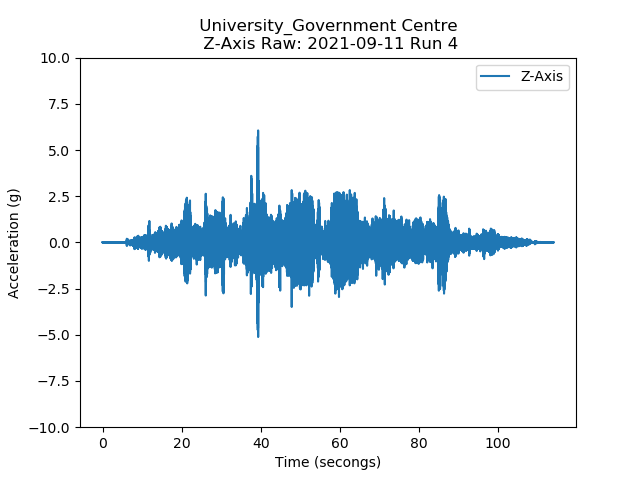 University_Government Centre
Z-Axis Raw: 2021-09-11 Run 4
Z-Axis
10.0
7.5
5.0
2.5
0.0
−2.5
−5.0
−7.5
−10.0
Acceleration (g)
0 20 40 60 80 100
Time (secongs)